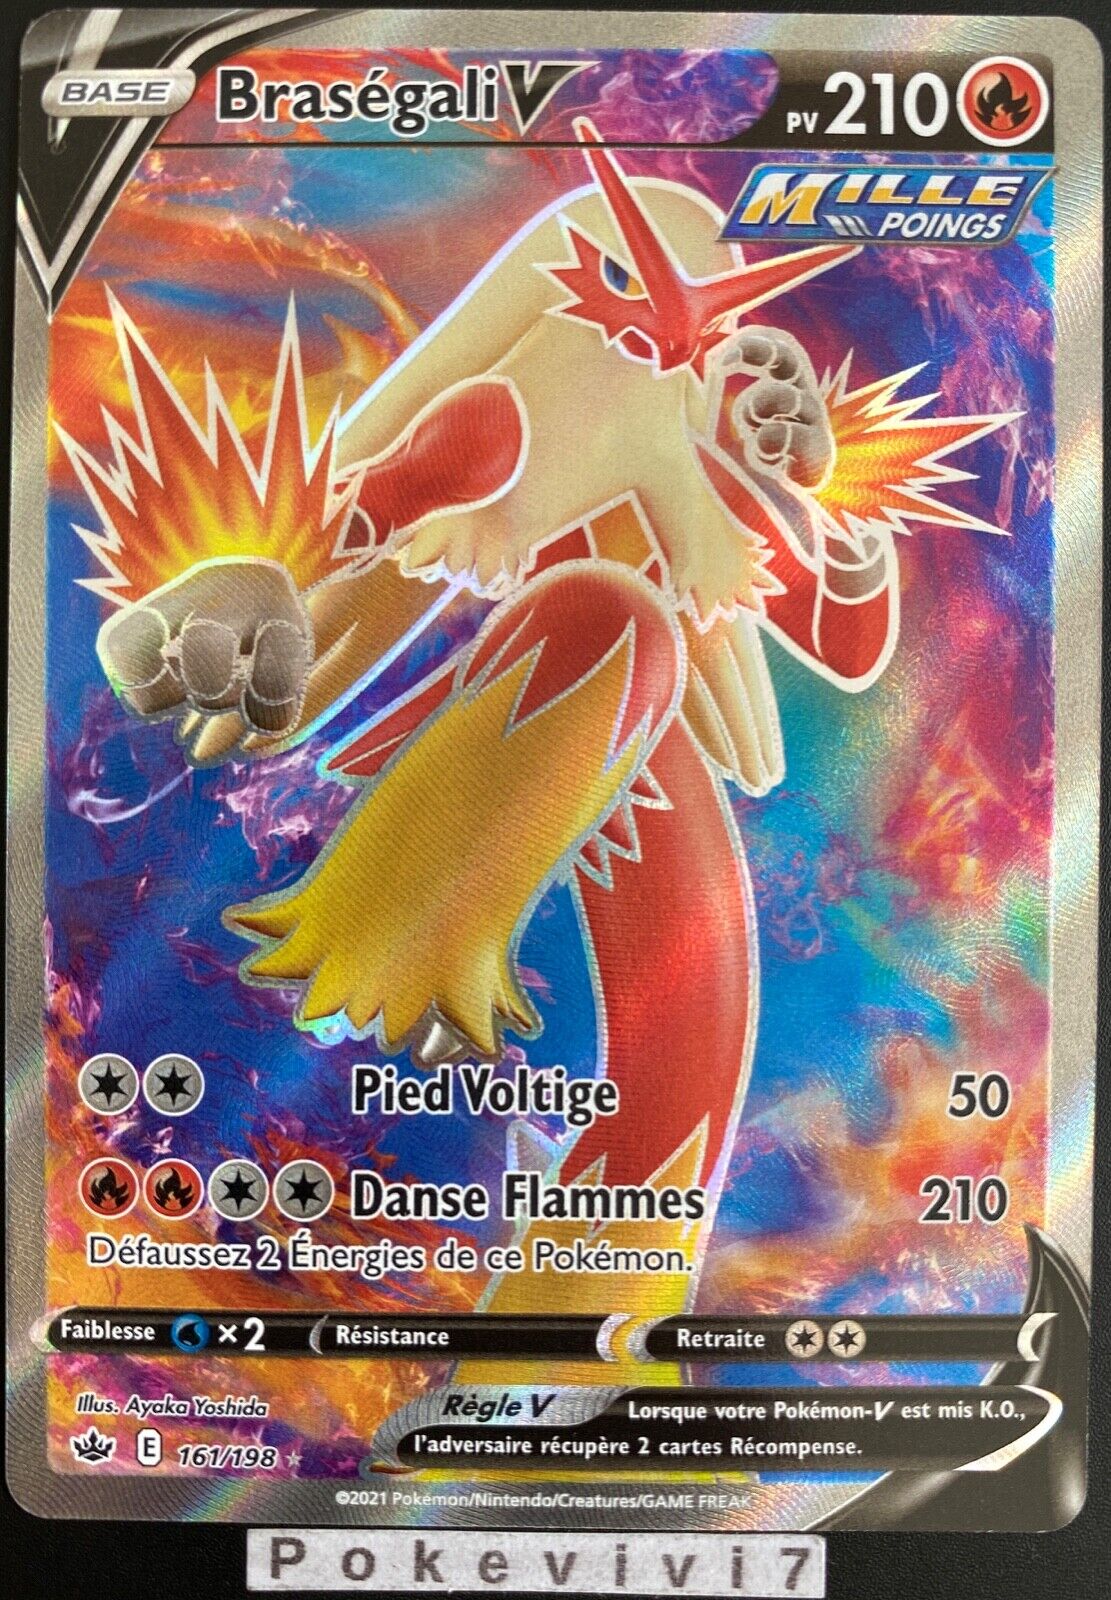 BASE
Braségali V
PV 210
MILLE
POINGS
Pied Voltige 50
Danse Flammes 210
Défaussez 2 Énergies de ce Pokémon.
Faiblesse ×2 Résistance Retraite
Illus. Ayaka Yoshida
Règle V Lorsque votre Pokémon-V est mis K.O.,
l'adversaire récupère 2 cartes Récompense.
E 161/198
©2021 Pokémon/Nintendo/Creatures/GAME FREAK
Pokevivi7